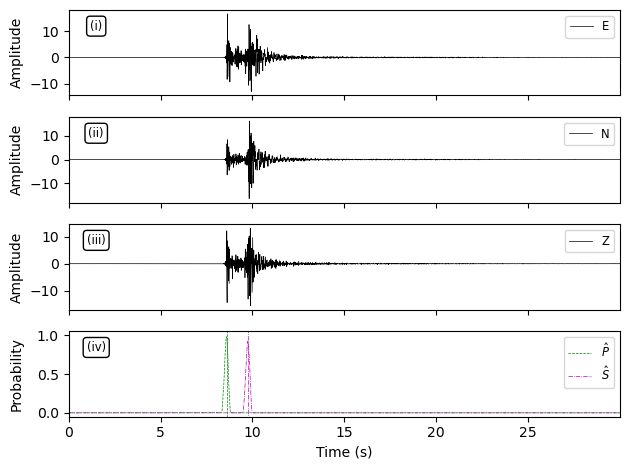 (i)
E
Amplitude
10
0
−10
(ii)
N
Amplitude
10
0
−10
(iii)
Z
Amplitude
10
0
−10
(iv)
P̂
Ŝ
Probability
1.0
0.5
0.0
0 5 10 15 20 25
Time (s)